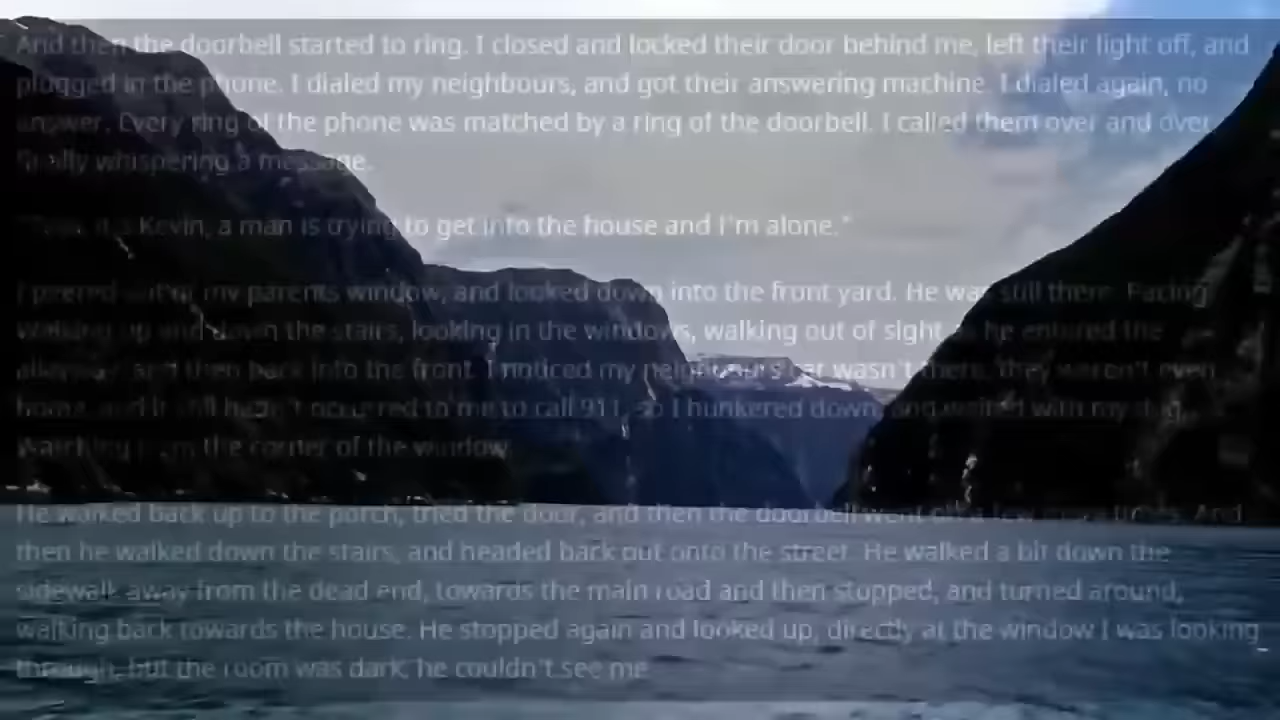 And then the doorbell started to ring. I closed and locked their door behind me, left their light off, and
plugged in the phone. I dialed my neighbours, and got their answering machine. I dialed again, no
answer. Every ring of the phone was matched by a ring of the doorbell. I called them over and over,
finally whispering a message.
it's Kevin, a man is trying to get into the house and I'm alone."
I peered out of my parents window, and looked down into the front yard. He was still there. Pacing
walking up and down the stairs, looking in the windows, walking out of sight as he entered the
alleyway, and then back into the front. I noticed my neighbours' car wasn't there, they weren't even
home, and it still hadn't occurred to me to call 911, so I hunkered down, and waited with my dog,
watching from the corner of the window.
He walked back up to the porch, tried the door, and then the doorbell went off a few more times. And
then he walked down the stairs, and headed back out onto the street. He walked a bit down the
sidewalk away from the dead end, towards the main road and then stopped, and turned around,
walking back towards the house. He stopped again and looked up, directly at the window I was looking
through, but the room was dark, he couldn't see me